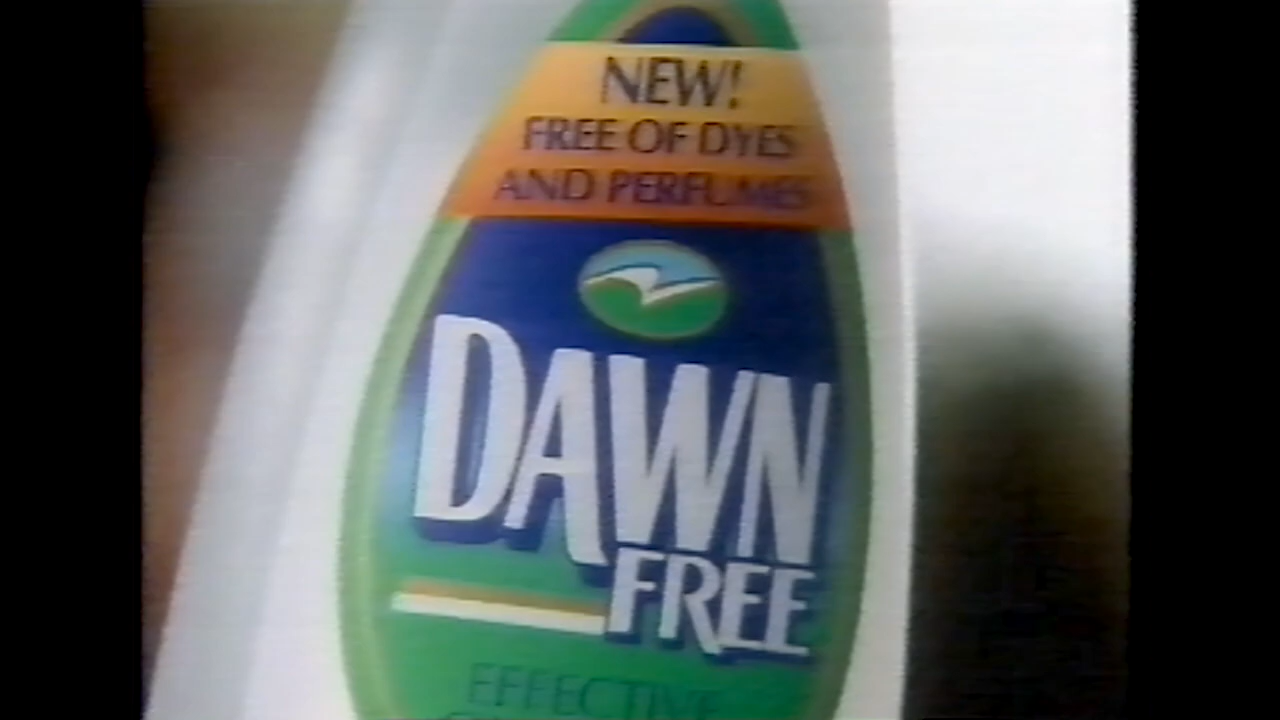 NEW!
FREE OF DYES
AND PERFUMES
DAWN
FREE
EFFECTIVE